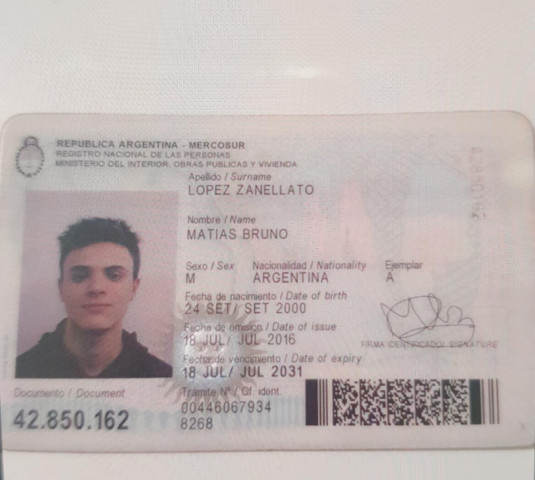 REPUBLICA ARGENTINA - MERCOSUR
REGISTRO NACIONAL DE LAS PERSONAS
MINISTERIO DEL INTERIOR, OBRAS PUBLICAS Y VIVIENDA
Apellido / Surname
LOPEZ ZANELLATO
Nombre / Name
MATIAS BRUNO
Sexo / Sex Nacionalidad / Nationality Ejemplar
M ARGENTINA A
Fecha de nacimiento / Date of birth
24 SET/ SET 2000
Fecha de emisión / Date of issue
18 JUL/ JUL 2016
FIRMA IDENTIFICADO/ SIGNATURE
Fecha de vencimiento / Date of expiry
18 JUL/ JUL 2031
Documento / Document
Trámite Nº / Of. ident.
42.850.162
00446067934
8268